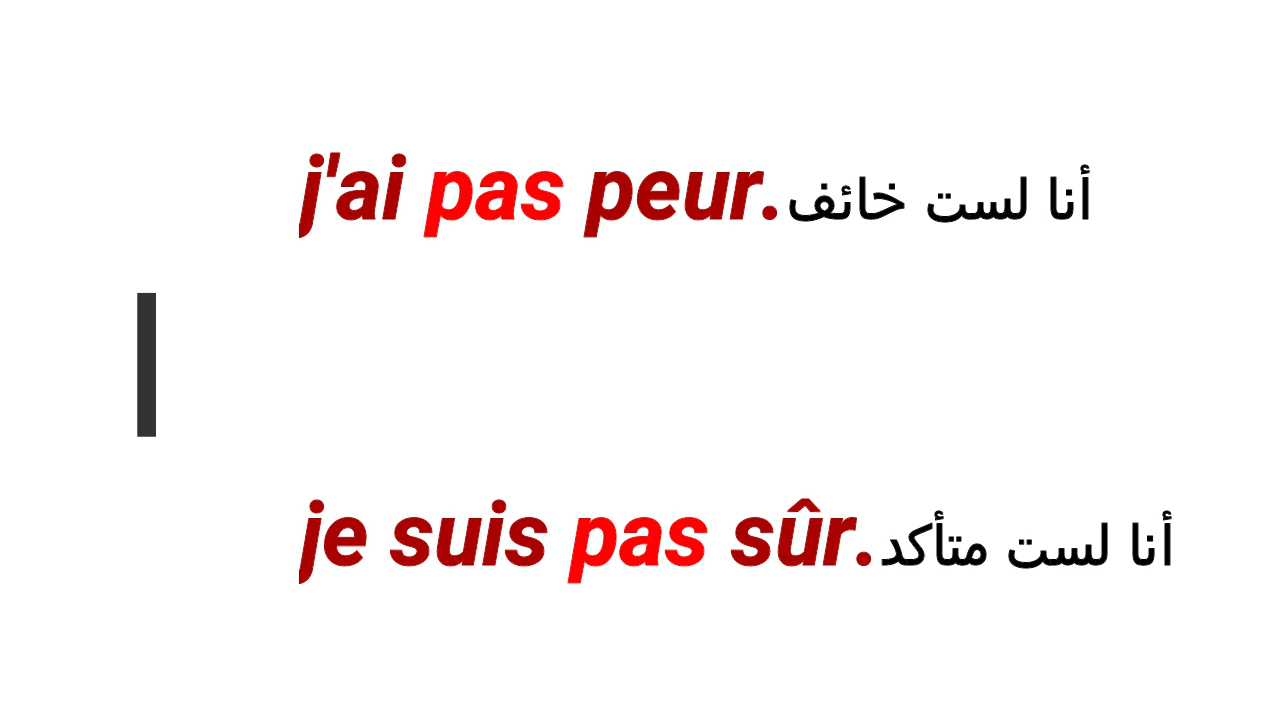 j'ai pas peur. أنا لست خائف
je suis pas sûr. أنا لست متأكد